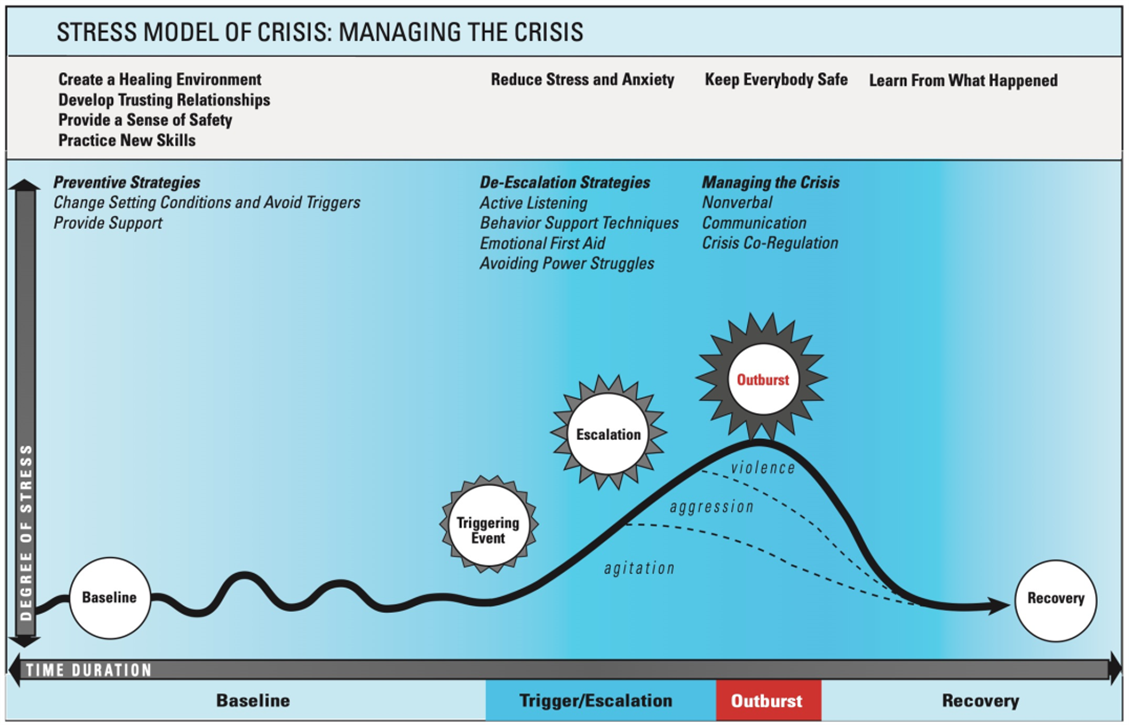 STRESS MODEL OF CRISIS: MANAGING THE CRISIS
Create a Healing Environment
Develop Trusting Relationships
Provide a Sense of Safety
Practice New Skills
Reduce Stress and Anxiety
Keep Everybody Safe
Learn From What Happened
Preventive Strategies
Change Setting Conditions and Avoid Triggers
Provide Support
De-Escalation Strategies
Active Listening
Behavior Support Techniques
Emotional First Aid
Avoiding Power Struggles
Managing the Crisis
Nonverbal
Communication
Crisis Co-Regulation
DEGREE OF STRESS
Baseline
Triggering
Event
Escalation
Outburst
violence
aggression
agitation
Recovery
TIME DURATION
Baseline
Trigger/Escalation
Outburst
Recovery